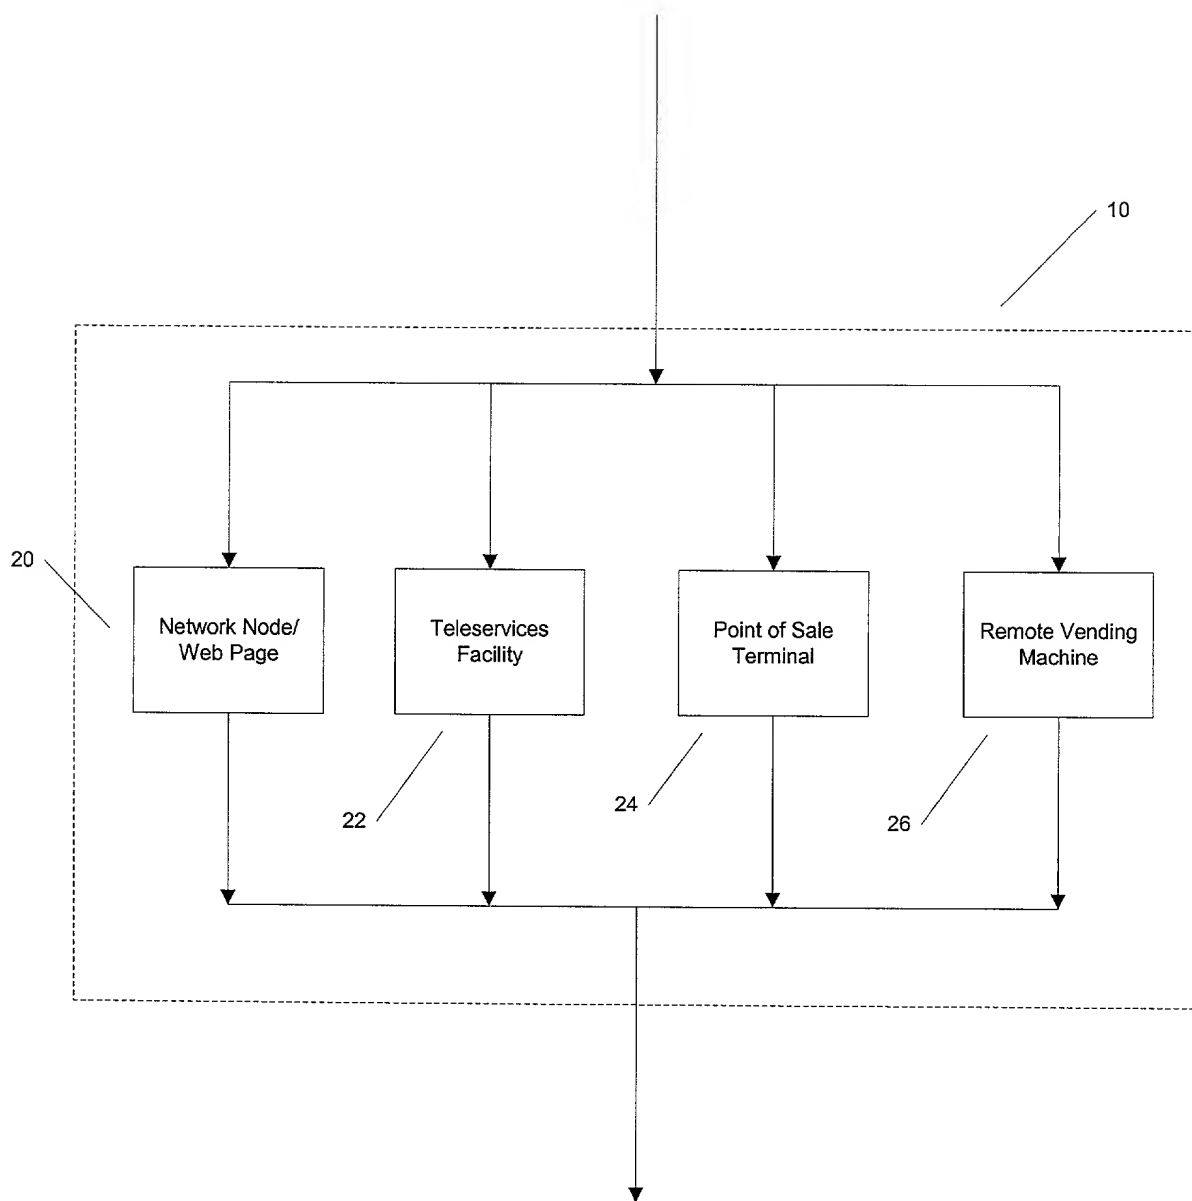 10
20
Network Node/
Web Page
Teleservices
Facility
Point of Sale
Terminal
Remote Vending
Machine
22
24
26